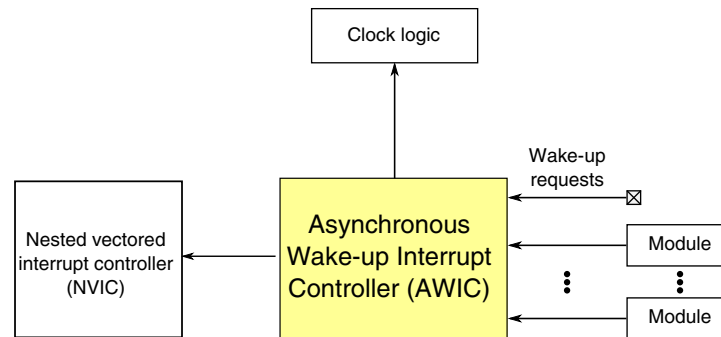 Clock logic
Wake-up
requests
Nested vectored
interrupt controller
(NVIC)
Asynchronous
Wake-up Interrupt
Controller (AWIC)
Module
Module